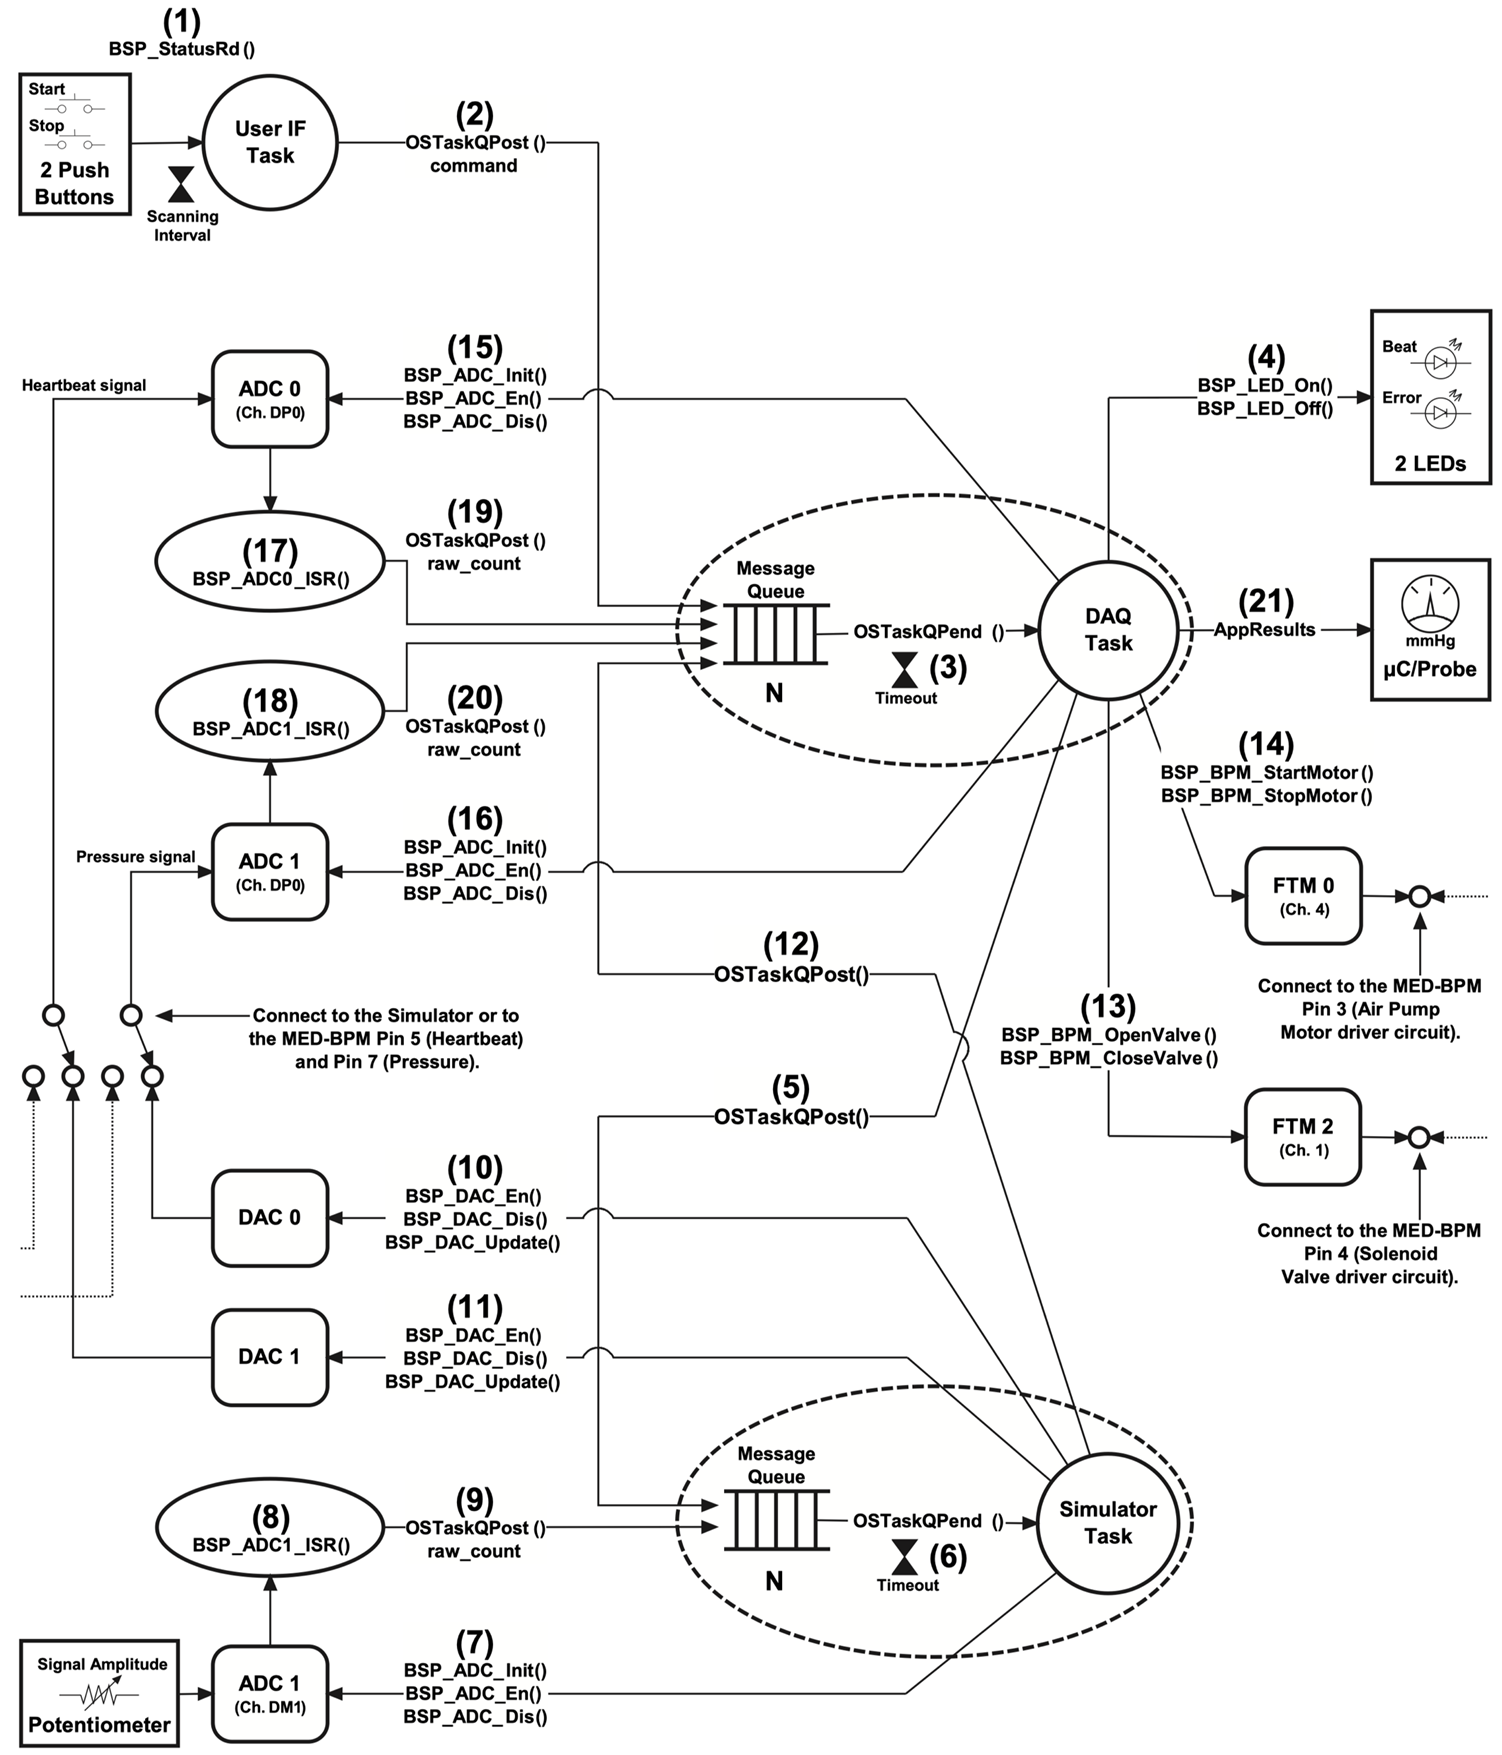 (1)
BSP_StatusRd ()
Start
Stop
2 Push
Buttons
User IF
Task
Scanning
Interval
(2)
OSTaskQPost ()
command
Heartbeat signal
ADC 0
(Ch. DP0)
(15)
BSP_ADC_Init()
BSP_ADC_En()
BSP_ADC_Dis()
(4)
BSP_LED_On()
BSP_LED_Off()
Beat
Error
2 LEDs
(17)
BSP_ADC0_ISR()
(19)
OSTaskQPost ()
raw_count
Message
Queue
N
OSTaskQPend ()
(3)
Timeout
DAQ
Task
(21)
AppResults
mmHg
µC/Probe
(18)
BSP_ADC1_ISR()
(20)
OSTaskQPost ()
raw_count
(14)
BSP_BPM_StartMotor ()
BSP_BPM_StopMotor ()
Pressure signal
ADC 1
(Ch. DP0)
(16)
BSP_ADC_Init()
BSP_ADC_En()
BSP_ADC_Dis()
FTM 0
(Ch. 4)
Connect to the MED-BPM
Pin 3 (Air Pump
Motor driver circuit).
(12)
OSTaskQPost()
Connect to the Simulator or to
the MED-BPM Pin 5 (Heartbeat)
and Pin 7 (Pressure).
(13)
BSP_BPM_OpenValve ()
BSP_BPM_CloseValve ()
(5)
OSTaskQPost()
FTM 2
(Ch. 1)
Connect to the MED-BPM
Pin 4 (Solenoid
Valve driver circuit).
DAC 0
(10)
BSP_DAC_En()
BSP_DAC_Dis()
BSP_DAC_Update()
DAC 1
(11)
BSP_DAC_En()
BSP_DAC_Dis()
BSP_DAC_Update()
(8)
BSP_ADC1_ISR()
(9)
OSTaskQPost ()
raw_count
Message
Queue
N
OSTaskQPend ()
(6)
Timeout
Simulator
Task
Signal Amplitude
Potentiometer
ADC 1
(Ch. DM1)
(7)
BSP_ADC_Init()
BSP_ADC_En()
BSP_ADC_Dis()